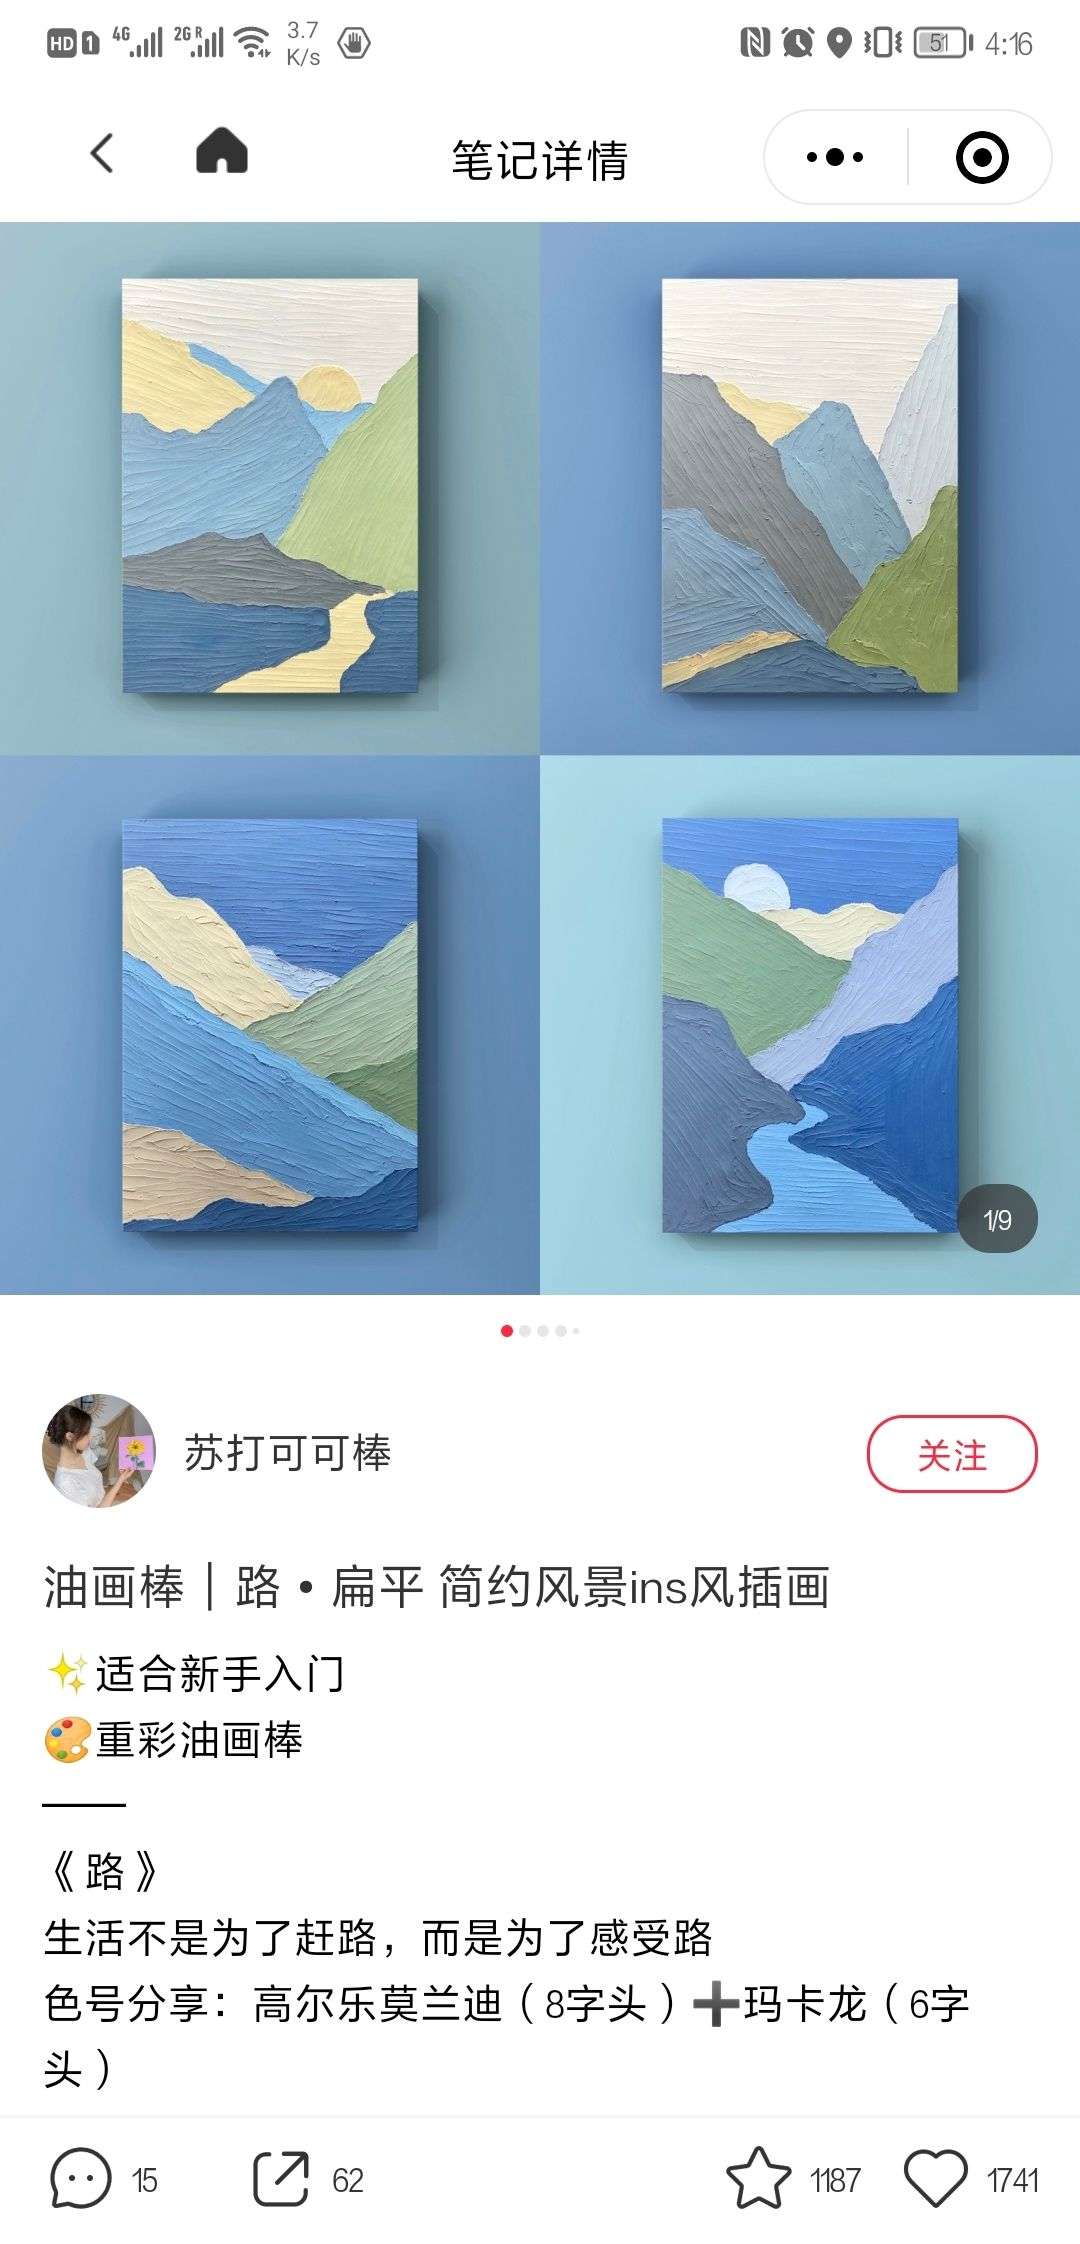 HD 1 4G 2G R 3.7 K/s 51 4:16
笔记详情
1/9
苏打可可棒
关注
油画棒｜路 • 扁平 简约风景ins风插画
✨适合新手入门
🎨重彩油画棒
——
《 路 》
生活不是为了赶路，而是为了感受路
色号分享：高尔乐莫兰迪（8字头）➕玛卡龙（6字
头）
15 62 1187 1741